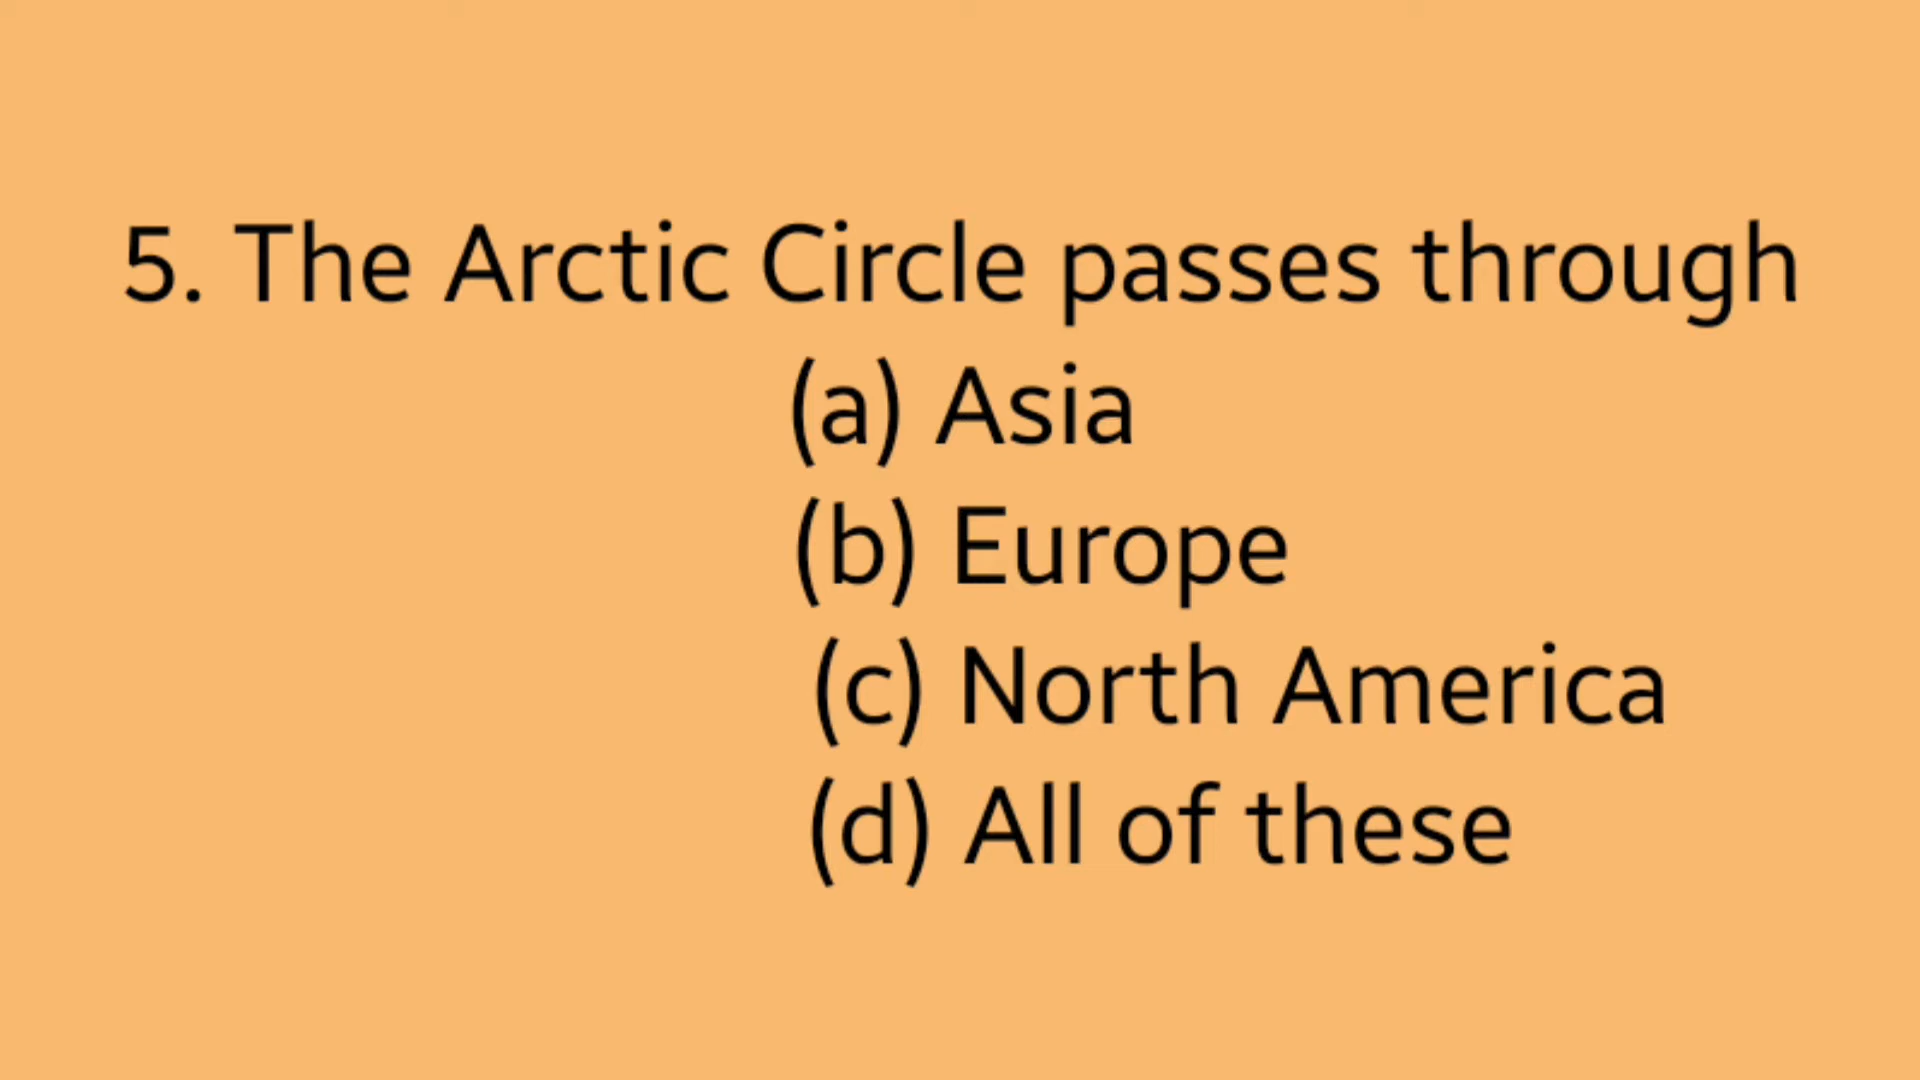 5. The Arctic Circle passes through
(a) Asia
(b) Europe
(c) North America
(d) All of these